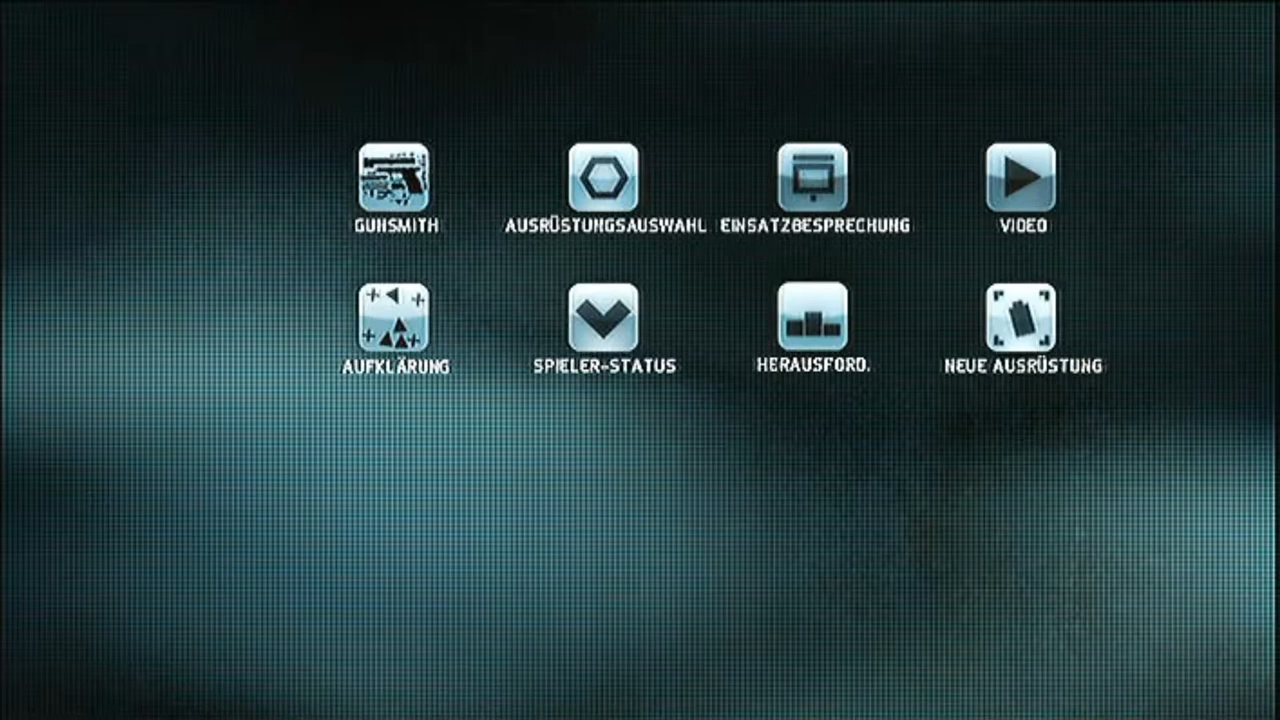 GUNSMITH
AUSRÜSTUNGSAUSWAHL
EINSATZBESPRECHUNG
VIDEO
AUFKLÄRUNG
SPIELER-STATUS
HERAUSFORD.
NEUE AUSRÜSTUNG